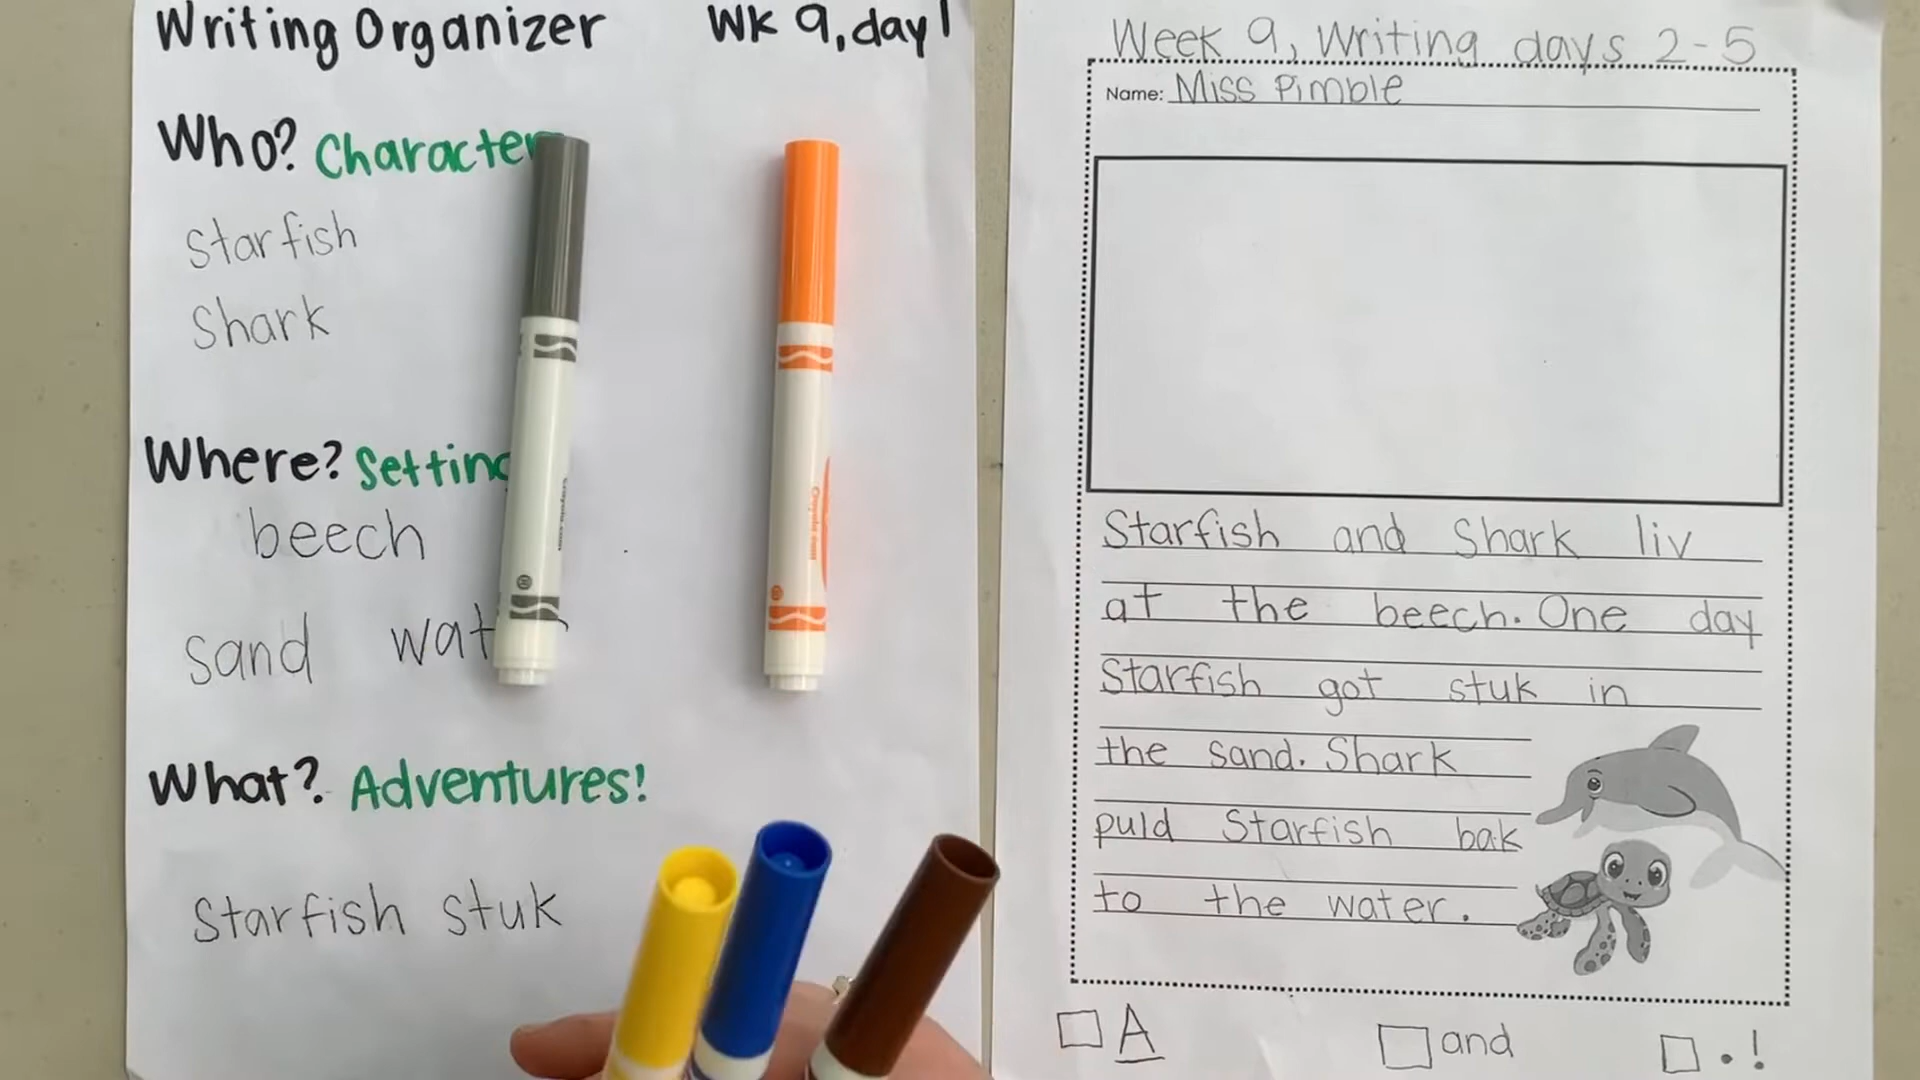 Writing Organizer Wk 9, day 1
Who? Character
Starfish
Shark
Where? Setting
beech
sand wat
What? Adventures!
Starfish stuk
Week 9, Writing days 2-5
Name: Miss Pimble
Starfish and Shark liv
at the beech. One day
Starfish got stuk in
the sand. Shark
puld Starfish bak
to the water.
A and . !